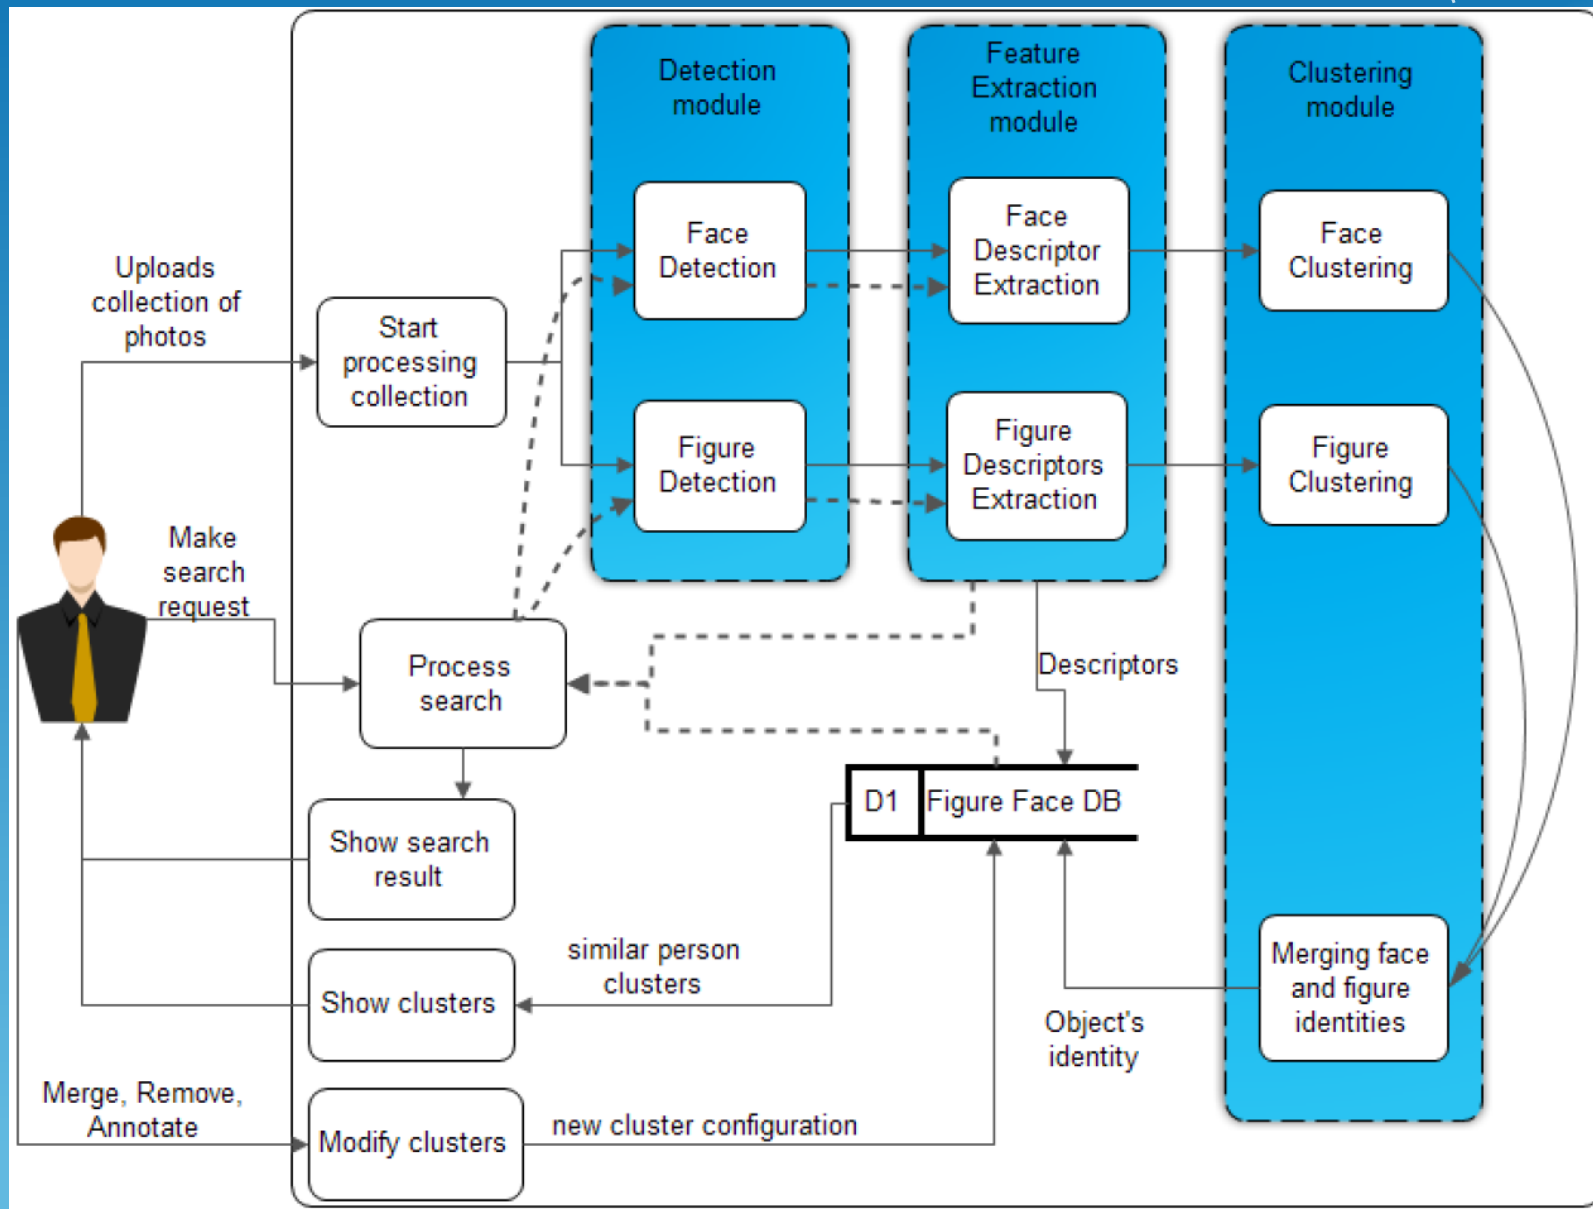 Detection
module
Feature
Extraction
module
Clustering
module
Face
Detection
Face
Descriptor
Extraction
Face
Clustering
Uploads
collection of
photos
Start
processing
collection
Figure
Detection
Figure
Descriptors
Extraction
Figure
Clustering
Make
search
request
Process
search
Descriptors
D1
Figure Face DB
Show search
result
similar person
clusters
Show clusters
Merging face
and figure
identities
Object's
identity
Merge, Remove,
Annotate
Modify clusters
new cluster configuration